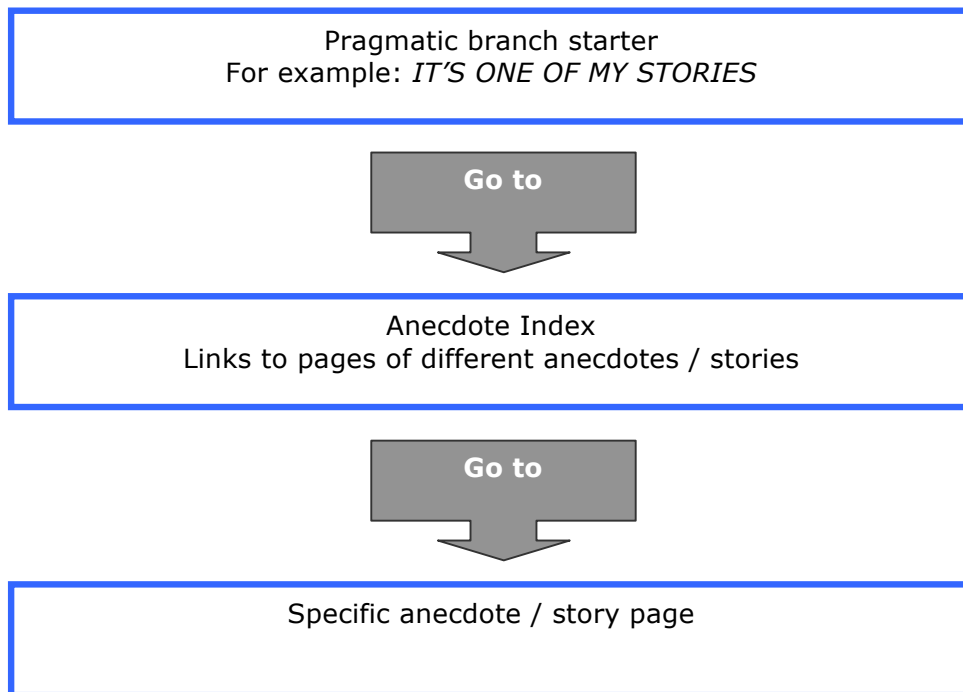 Pragmatic branch starter
For example: IT’S ONE OF MY STORIES
Go to
Anecdote Index
Links to pages of different anecdotes / stories
Go to
Specific anecdote / story page